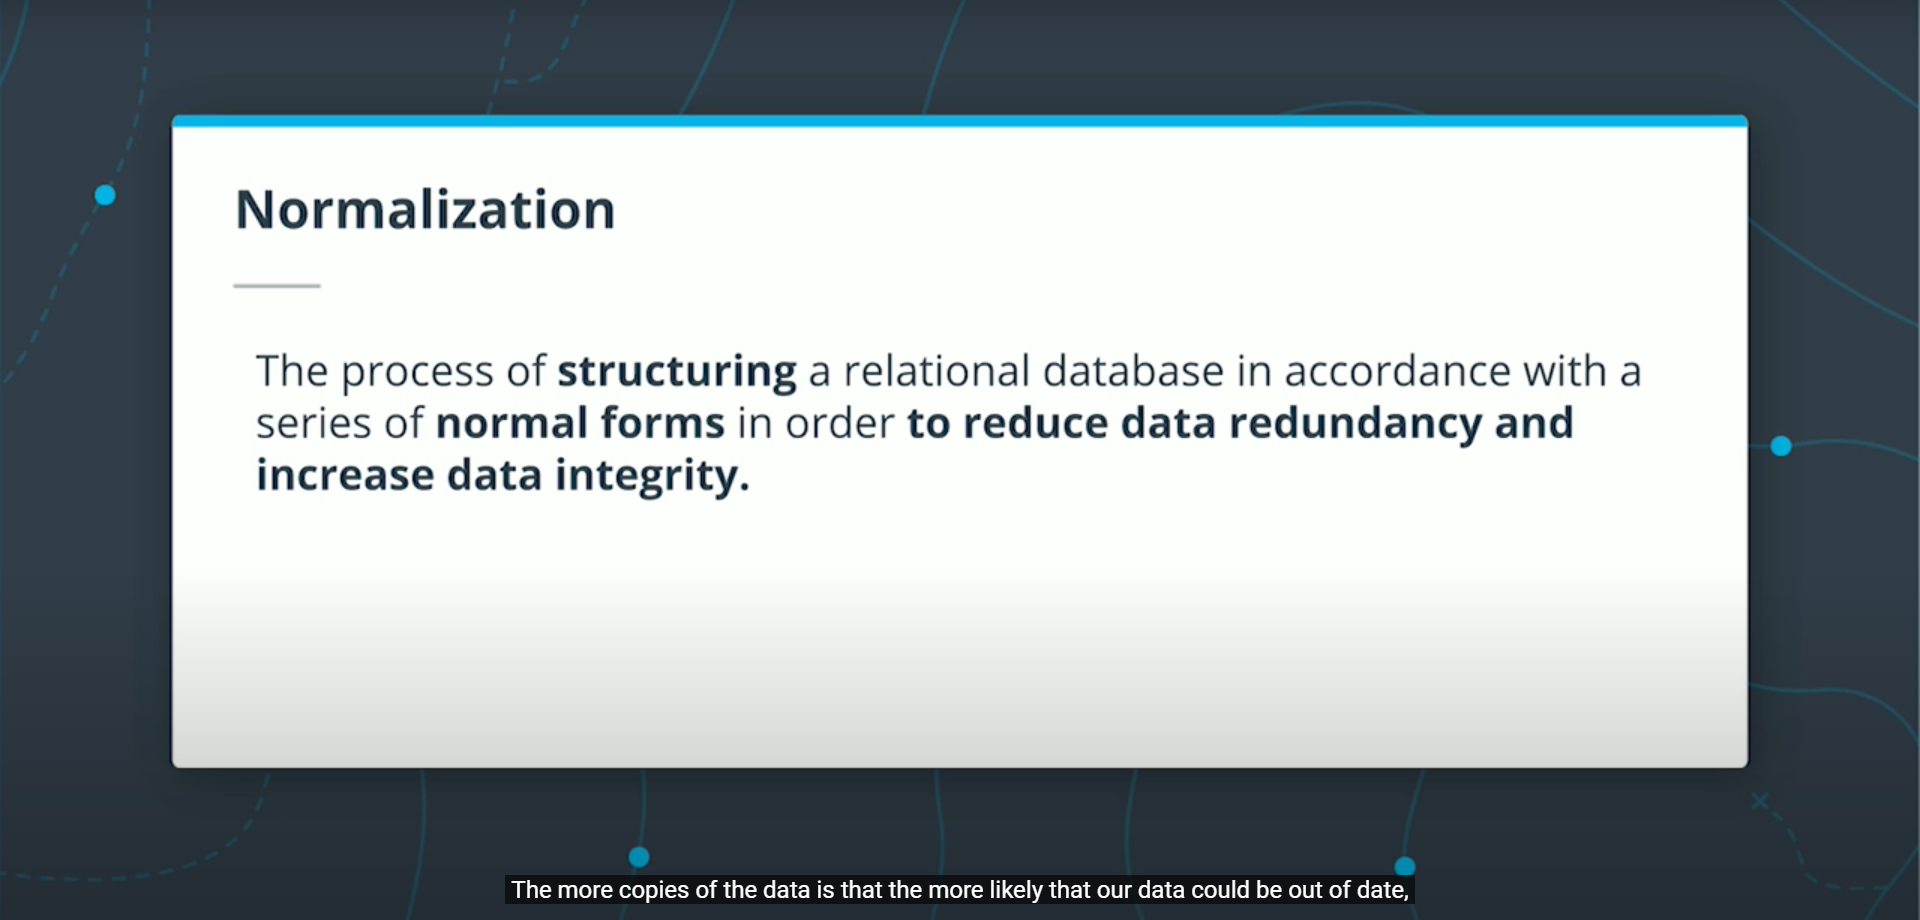 Normalization
The process of structuring a relational database in accordance with a
series of normal forms in order to reduce data redundancy and
increase data integrity.
The more copies of the data is that the more likely that our data could be out of date,